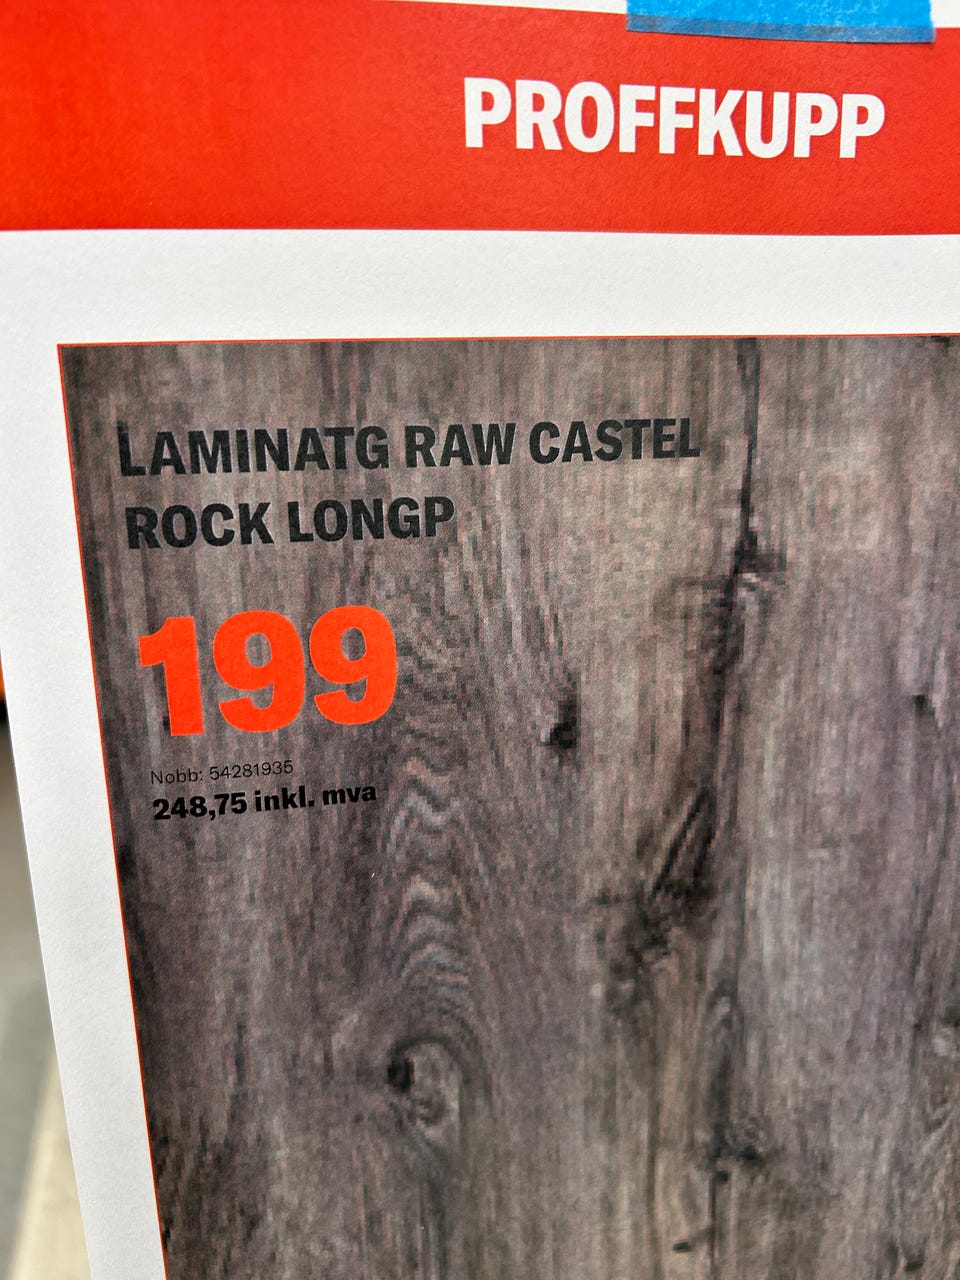 PROFFKUPP
LAMINATG RAW CASTEL
ROCK LONGP
199
Nobb: 54281935
248,75 inkl. mva